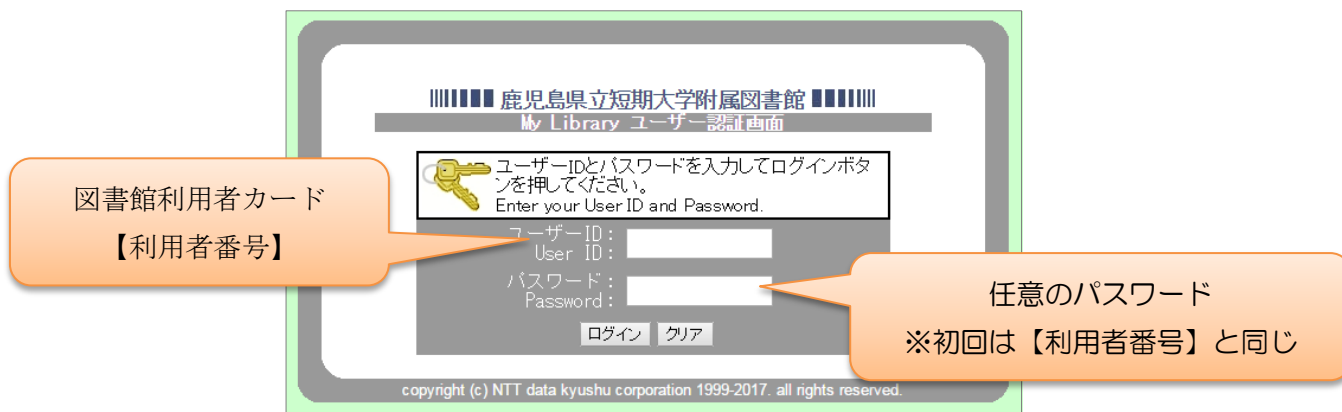 鹿児島県立短期大学附属図書館
My Library ユーザー認証画面
ユーザーIDとパスワードを入力してログインボタ
ンを押してください。
Enter your User ID and Password.
図書館利用者カード
【利用者番号】
ユーザーID：
User ID：
パスワード：
Password：
任意のパスワード
※初回は【利用者番号】と同じ
ログイン クリア
copyright (c) NTT data kyushu corporation 1999-2017. all rights reserved.